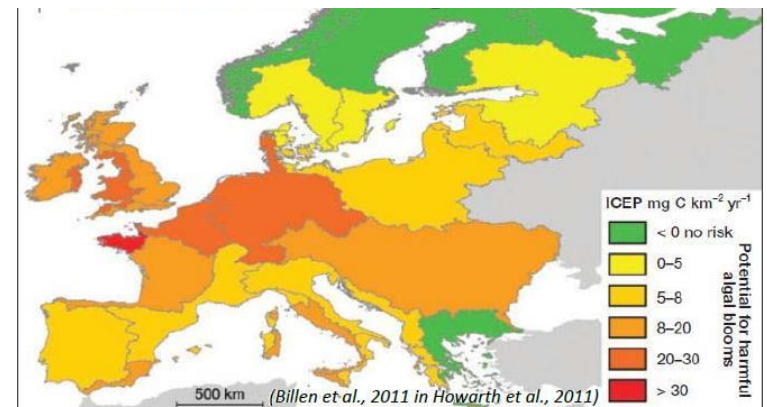 ICEP mg C km⁻² yr⁻¹
< 0 no risk
0–5
5–8
8–20
20–30
> 30
Potential for harmful
algal blooms
500 km
(Billen et al., 2011 in Howarth et al., 2011)